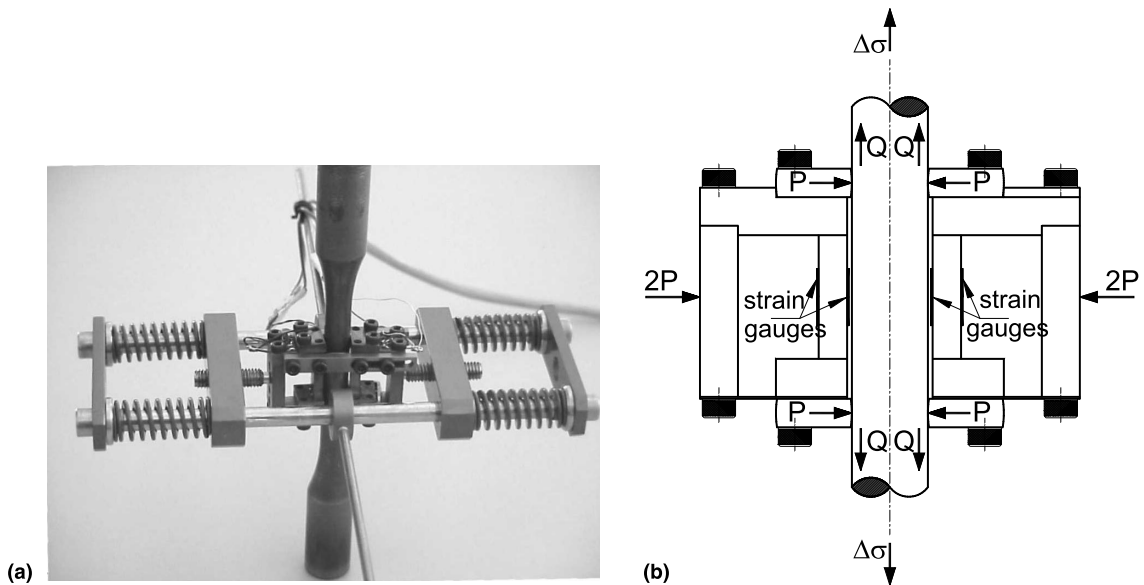 Δσ
Q Q
P P
2P 2P
strain strain
gauges gauges
P P
Q Q
(a) Δσ (b)